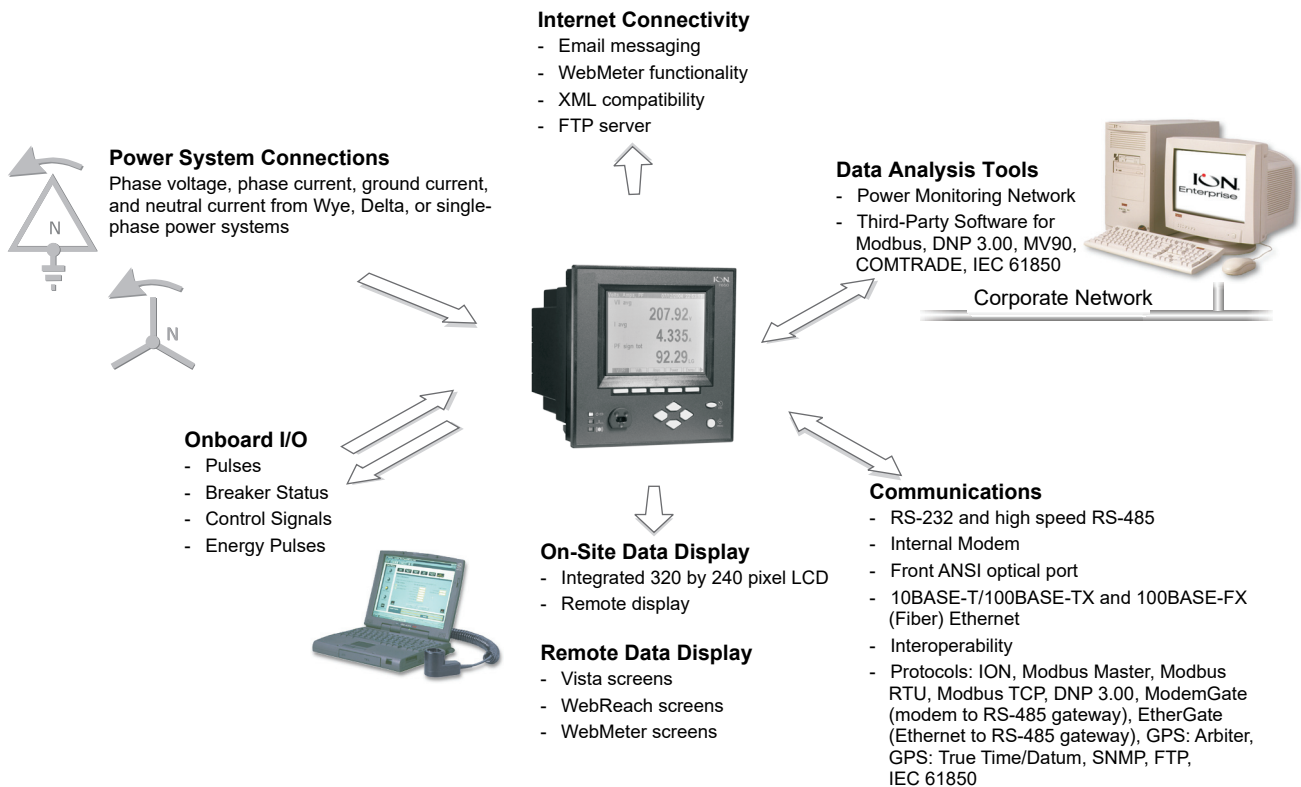 Internet Connectivity
- Email messaging
- WebMeter functionality
- XML compatibility
- FTP server
Power System Connections
Phase voltage, phase current, ground current,
and neutral current from Wye, Delta, or single-
phase power systems
N
N
Data Analysis Tools
- Power Monitoring Network
- Third-Party Software for
Modbus, DNP 3.00, MV90,
COMTRADE, IEC 61850
ION
Enterprise
Corporate Network
ION
207.92
4.335
92.29
Onboard I/O
- Pulses
- Breaker Status
- Control Signals
- Energy Pulses
On-Site Data Display
- Integrated 320 by 240 pixel LCD
- Remote display
Remote Data Display
- Vista screens
- WebReach screens
- WebMeter screens
Communications
- RS-232 and high speed RS-485
- Internal Modem
- Front ANSI optical port
- 10BASE-T/100BASE-TX and 100BASE-FX
(Fiber) Ethernet
- Interoperability
- Protocols: ION, Modbus Master, Modbus
RTU, Modbus TCP, DNP 3.00, ModemGate
(modem to RS-485 gateway), EtherGate
(Ethernet to RS-485 gateway), GPS: Arbiter,
GPS: True Time/Datum, SNMP, FTP,
IEC 61850